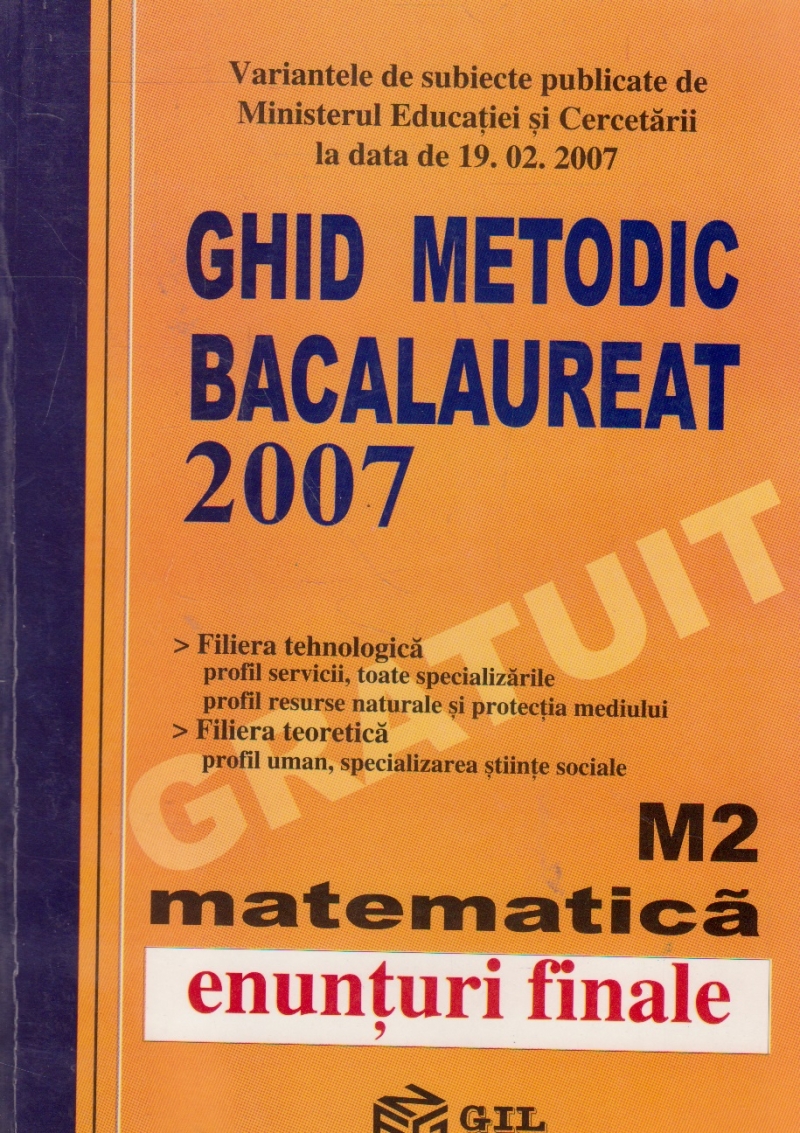 Variantele de subiecte publicate de
Ministerul Educației și Cercetării
la data de 19. 02. 2007
GHID METODIC
BACALAUREAT
2007
GRATUIT
> Filiera tehnologică
profil servicii, toate specializările
profil resurse naturale și protecția mediului
> Filiera teoretică
profil uman, specializarea științe sociale
M2
matematică
enunțuri finale
GIL